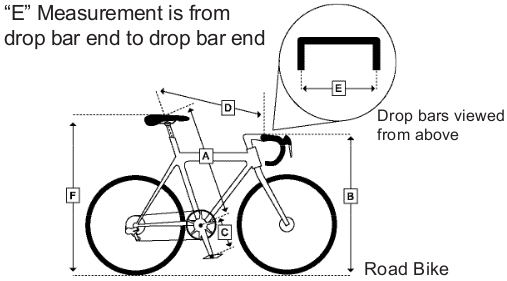 “E” Measurement is from
drop bar end to drop bar end
E
D
Drop bars viewed
from above
A
F
B
C
Road Bike